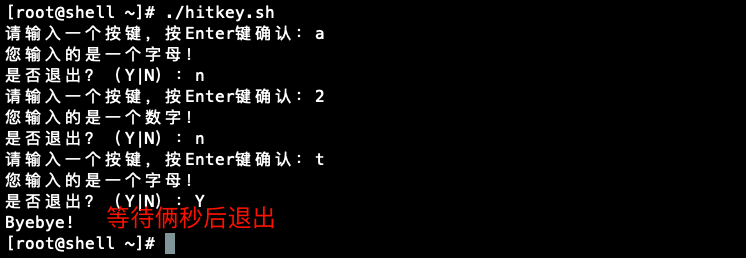 [root@shell ~]# ./hitkey.sh
请输入一个按键，按Enter键确认：a
您输入的是一个字母！
是否退出？（Y|N）：n
请输入一个按键，按Enter键确认：2
您输入的是一个数字！
是否退出？（Y|N）：n
请输入一个按键，按Enter键确认：t
您输入的是一个字母！
是否退出？（Y|N）：Y
Byebye! 等待俩秒后退出
[root@shell ~]#